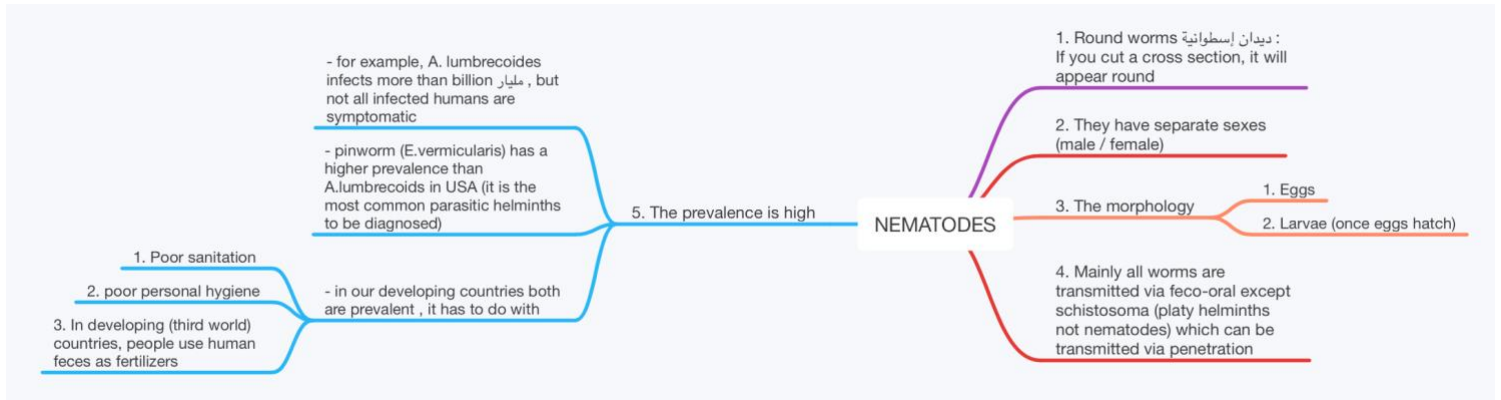 NEMATODES
1. Round worms ديدان إسطوانية :
If you cut a cross section, it will
appear round
2. They have separate sexes
(male / female)
3. The morphology
1. Eggs
2. Larvae (once eggs hatch)
4. Mainly all worms are
transmitted via feco-oral except
schistosoma (platy helminths
not nematodes) which can be
transmitted via penetration
5. The prevalence is high
- for example, A. lumbrecoides
infects more than billion مليار , but
not all infected humans are
symptomatic
- pinworm (E.vermicularis) has a
higher prevalence than
A.lumbrecoids in USA (it is the
most common parasitic helminths
to be diagnosed)
- in our developing countries both
are prevalent , it has to do with
1. Poor sanitation
2. poor personal hygiene
3. In developing (third world)
countries, people use human
feces as fertilizers